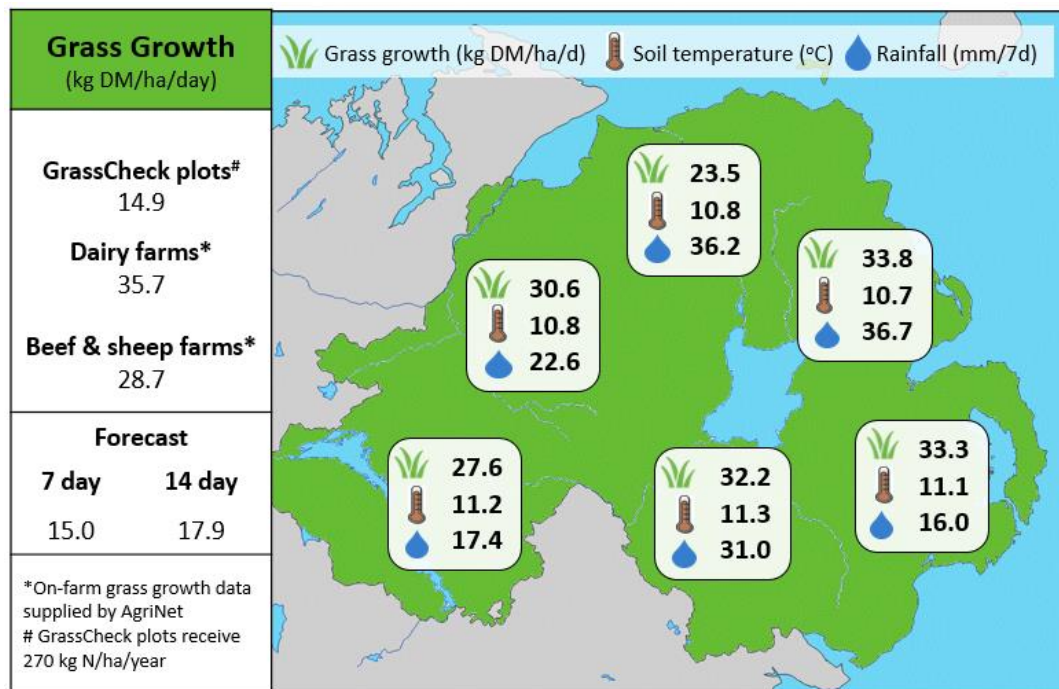 Grass Growth
(kg DM/ha/day)
GrassCheck plots#
14.9
Dairy farms*
35.7
Beef & sheep farms*
28.7
Forecast
7 day 14 day
15.0 17.9
*On-farm grass growth data
supplied by AgriNet
# GrassCheck plots receive
270 kg N/ha/year
Grass growth (kg DM/ha/d) Soil temperature (°C) Rainfall (mm/7d)
23.5
10.8
36.2
33.8
10.7
36.7
30.6
10.8
22.6
27.6
11.2
17.4
32.2
11.3
31.0
33.3
11.1
16.0